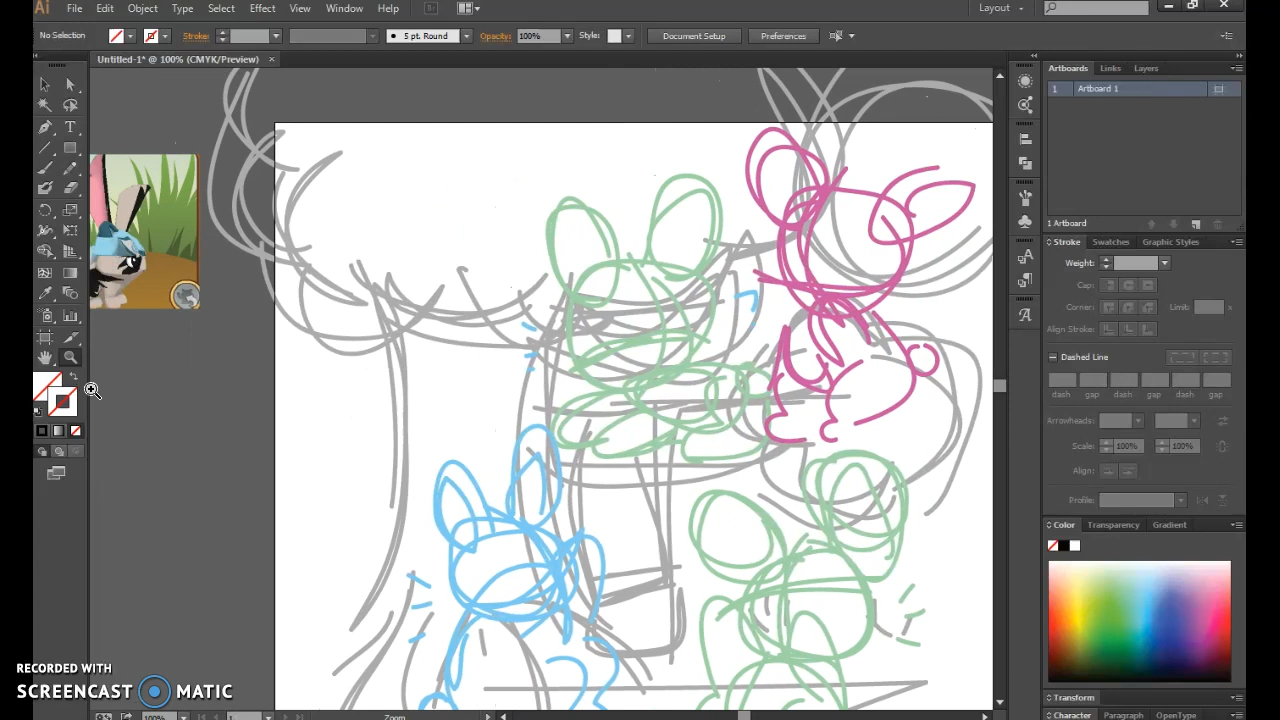 Ai File Edit Object Type Select Effect View Window Help Br Layout
No Selection Stroke: 5 pt. Round Opacity: 100% Style: Document Setup Preferences
Untitled-1* @ 100% (CMYK/Preview) ×
Artboards Links Layers
1 Artboard 1
1 Artboard
Stroke Swatches Graphic Styles
Weight:
Cap:
Corner: Limit:
Align Stroke:
Dashed Line
dash gap dash gap dash gap
Arrowheads:
Scale: 100% 100%
Align:
Profile:
Color Transparency Gradient
Transform
Character Paragraph OpenType
RECORDED WITH
SCREENCAST MATIC
100% 1 Zoom